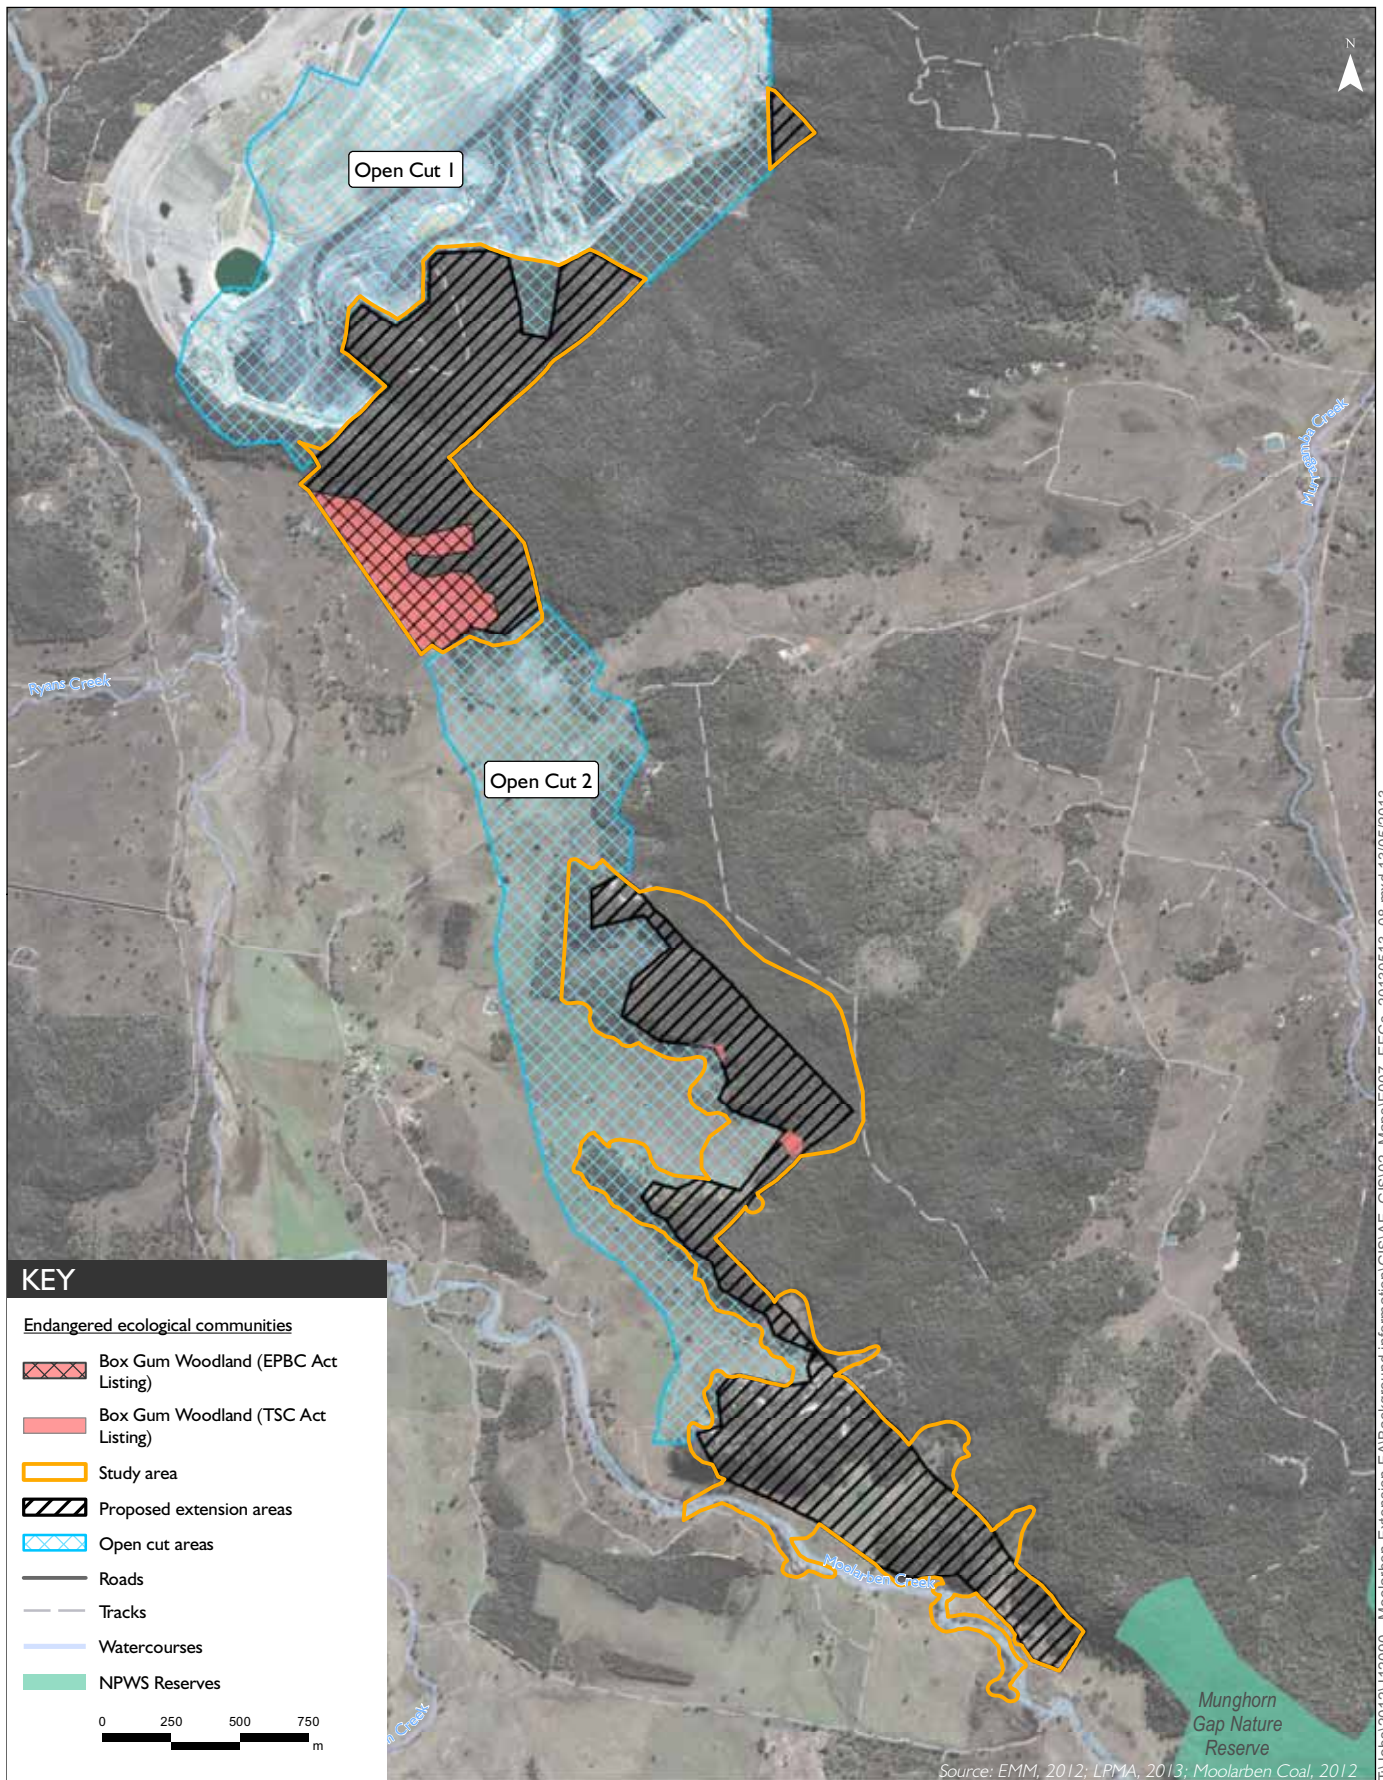 N
Open Cut 1
Murragamba Creek
Ryans Creek
Open Cut 2
KEY
Endangered ecological communities
Box Gum Woodland (EPBC Act
Listing)
Box Gum Woodland (TSC Act
Listing)
Study area
Proposed extension areas
Open cut areas
Roads
Tracks
Watercourses
NPWS Reserves
0 250 500 750
m
Moolarben Creek
Creek
Munghorn
Gap Nature
Reserve
Source: EMM, 2012; LPMA, 2013; Moolarben Coal, 2012